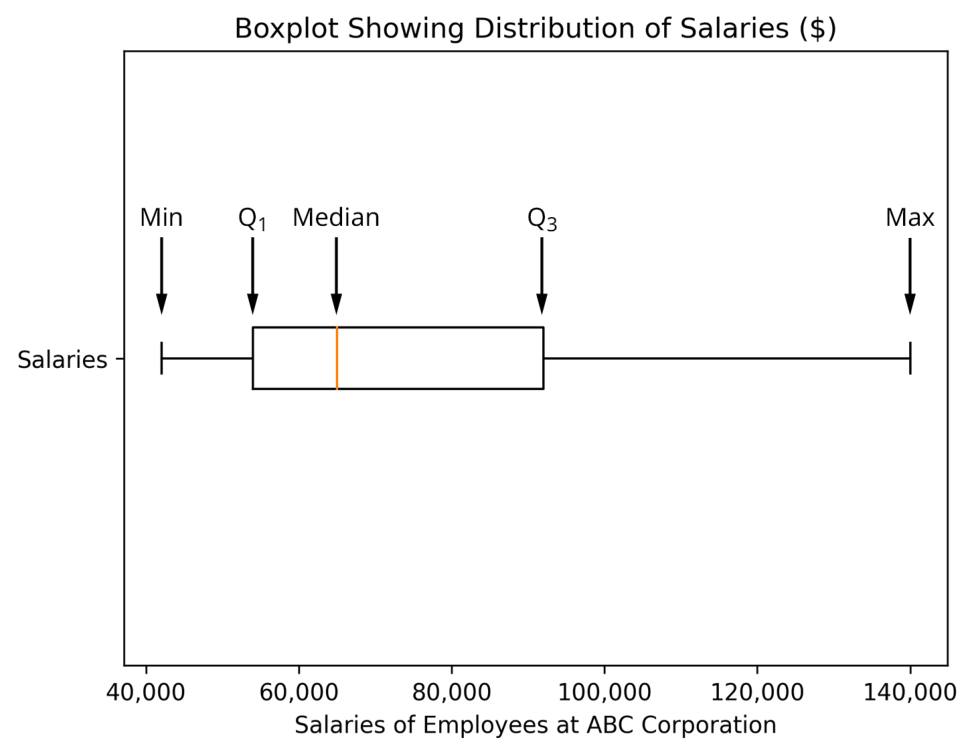 Boxplot Showing Distribution of Salaries ($)
Min Q₁ Median Q₃ Max
Salaries
40,000 60,000 80,000 100,000 120,000 140,000
Salaries of Employees at ABC Corporation